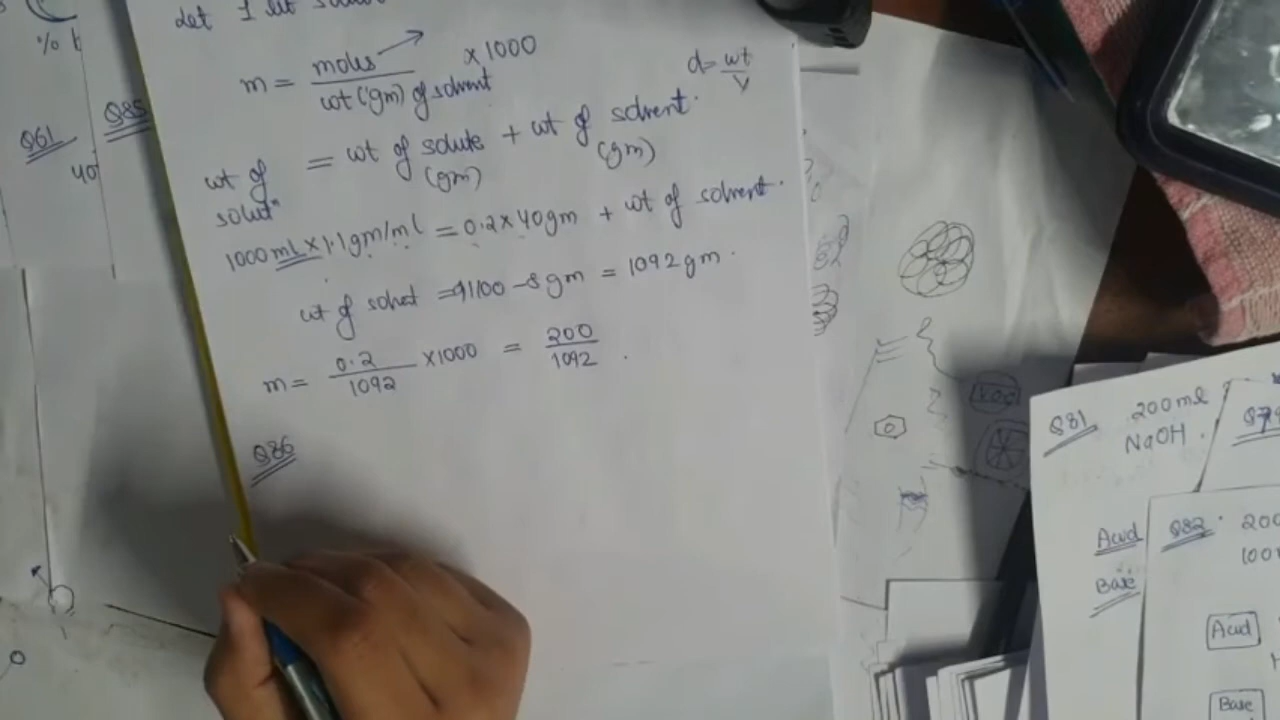 % t
Q61
40
Q85
Let 1 lit
m = moles / wt (gm) of solvent × 1000
d = wt / V
wt of solutⁿ = wt of solute (gm) + wt of solvent (gm)
1000 ml × 1.1 gm/ml = 0.2 × 40 gm + wt of solvent.
wt of solvet = 1100 - 8 gm = 1092 gm.
m = 0.2 / 1092 × 1000 = 200 / 1092 .
Q86
Q81
200 ml
NaOH
Acid
Base
Q82
Acid
Base